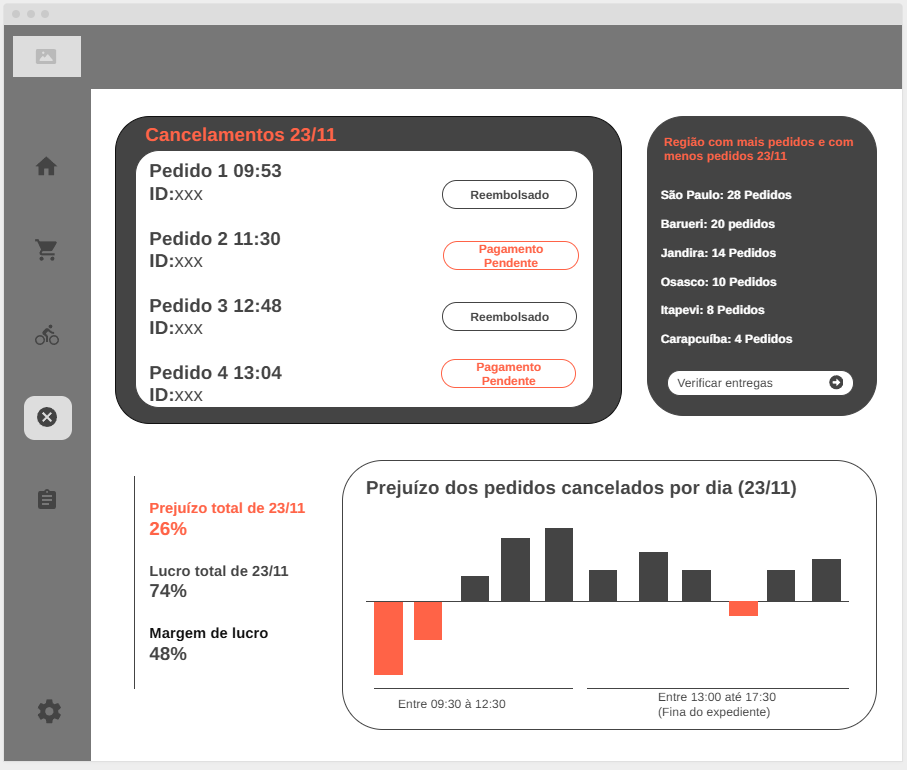 Cancelamentos 23/11
Pedido 1 09:53
ID:xxx
Reembolsado
Pedido 2 11:30
ID:xxx
Pagamento
Pendente
Pedido 3 12:48
ID:xxx
Reembolsado
Pedido 4 13:04
ID:xxx
Pagamento
Pendente
Região com mais pedidos e com
menos pedidos 23/11
São Paulo: 28 Pedidos
Barueri: 20 pedidos
Jandira: 14 Pedidos
Osasco: 10 Pedidos
Itapevi: 8 Pedidos
Carapcuíba: 4 Pedidos
Verificar entregas
Prejuízo total de 23/11
26%
Lucro total de 23/11
74%
Margem de lucro
48%
Prejuízo dos pedidos cancelados por dia (23/11)
Entre 09:30 à 12:30
Entre 13:00 até 17:30
(Fina do expediente)